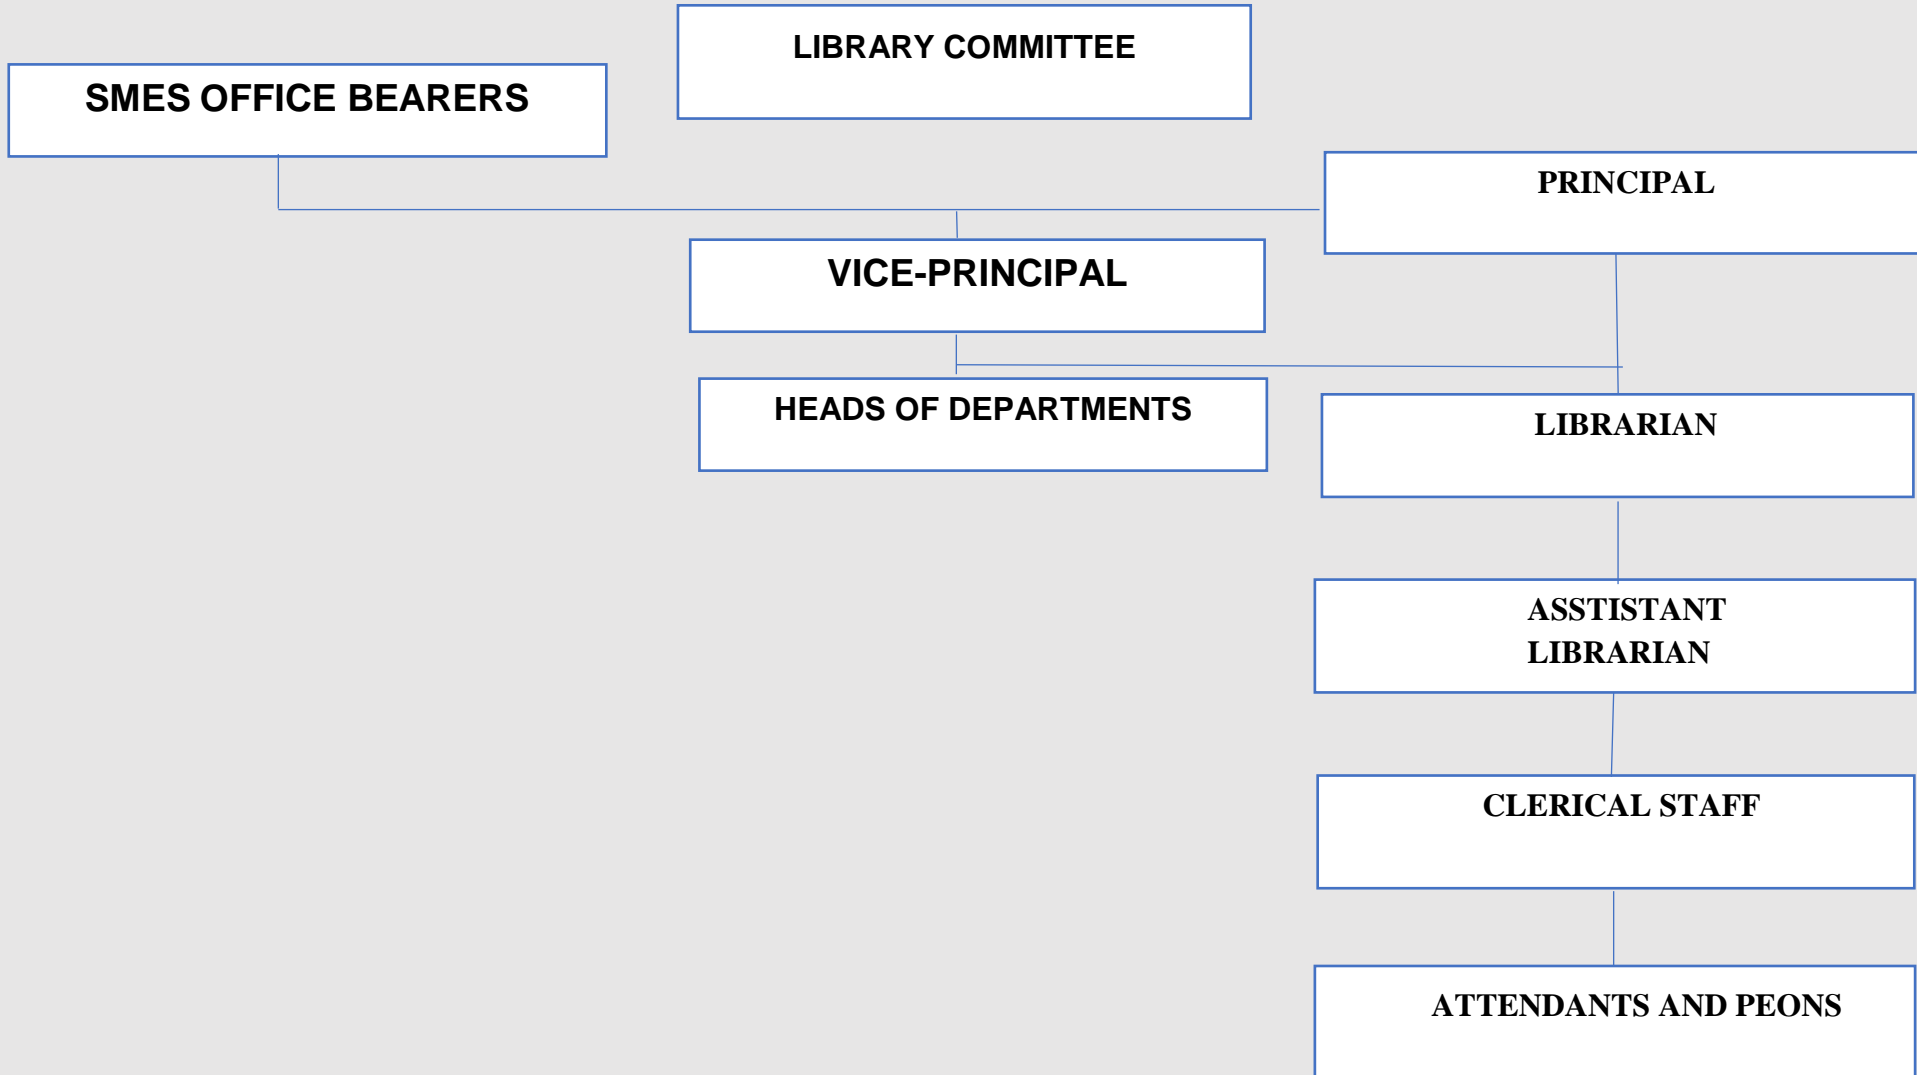 LIBRARY COMMITTEE
SMES OFFICE BEARERS
PRINCIPAL
VICE-PRINCIPAL
HEADS OF DEPARTMENTS
LIBRARIAN
ASSTISTANT
LIBRARIAN
CLERICAL STAFF
ATTENDANTS AND PEONS